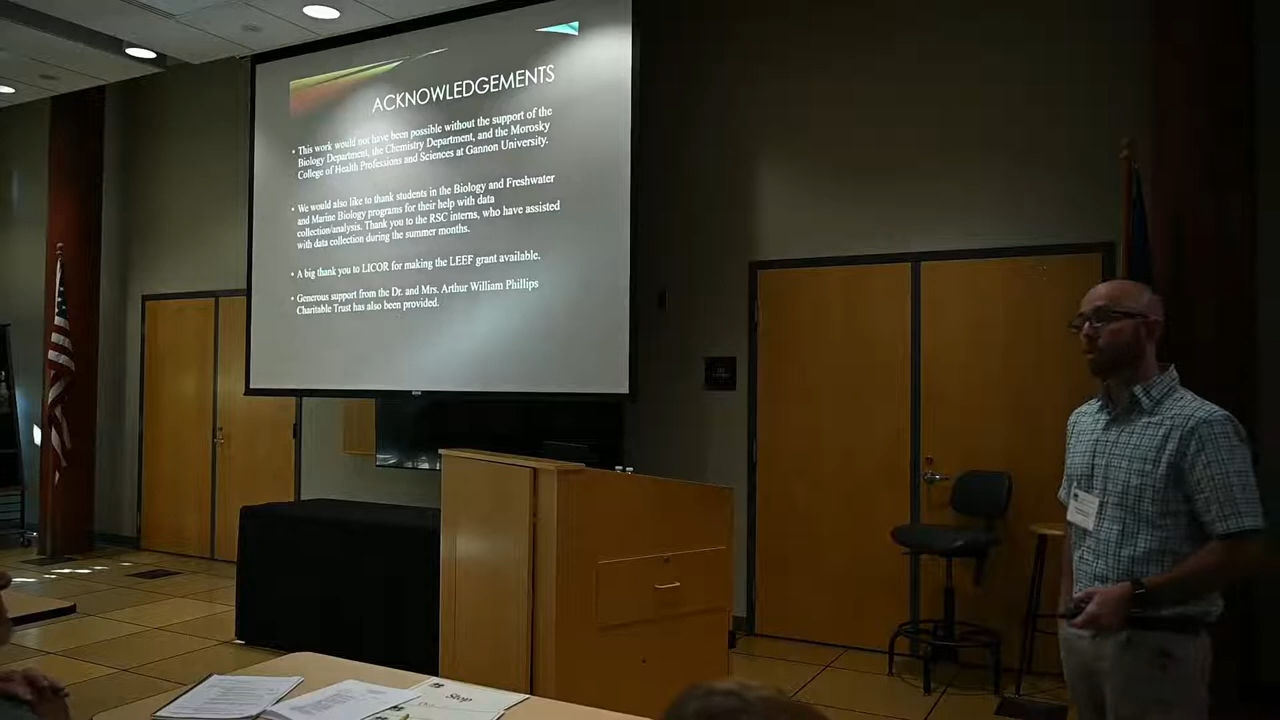 ACKNOWLEDGEMENTS
• This work would not have been possible without the support of the
Biology Department, the Chemistry Department, and the Morosky
College of Health Professions and Sciences at Gannon University.
• We would also like to thank students in the Biology and Freshwater
and Marine Biology programs for their help with data
collection/analysis. Thank you to the RSC interns, who have assisted
with data collection during the summer months.
• A big thank you to LICOR for making the LEEF grant available.
• Generous support from the Dr. and Mrs. Arthur William Phillips
Charitable Trust has also been provided.
Stop